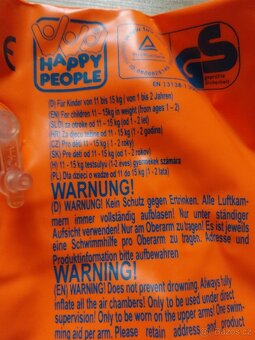 HAPPY
PEOPLE
GS
geprüfte
Sicherheit
EN 13138
(D) Für Kinder von 11 bis 15 kg ( von 1 bis 2 Jahren)
(EN) For children 11 - 15kg in weight (from ages 1 - 2)
(SLO) za otroke od 11 - 15 kg (od 1 - 2 let)
(HR) Za djecu težine od 11 - 15 kg (1 - 2 godine)
(CZ) Pro děti 11 - 15 kg (1 - 2 roky)
(SK) Pre deti od 11 - 15 kg (od 1 - 2 rokov)
(H) 11 - 15 kg testsúlyú (1-2 éves) gyermekek számára
(PL) Dla dzieci o wadze od 11 - 15 kg (1 - 2 lata)
WARNUNG!
(D) WARNUNG! Kein Schutz gegen Ertrinken. Alle Luftkam-
mern immer vollständig aufblasen! Nur unter ständiger
Aufsicht verwenden! Nur am Oberarm zu tragen! Es ist jeweils
eine Schwimmhilfe pro Oberarm zu tragen. Adresse und
Produktinformation bitte aufbewahren
WARNING!
(EN) WARNING! Does not prevent drowning. Always fully
inflate all the air chambers! Only to be used under direct
supervision! Only to be worn on the upper arms! One swim-
ming aid per arm. Please retain address and product